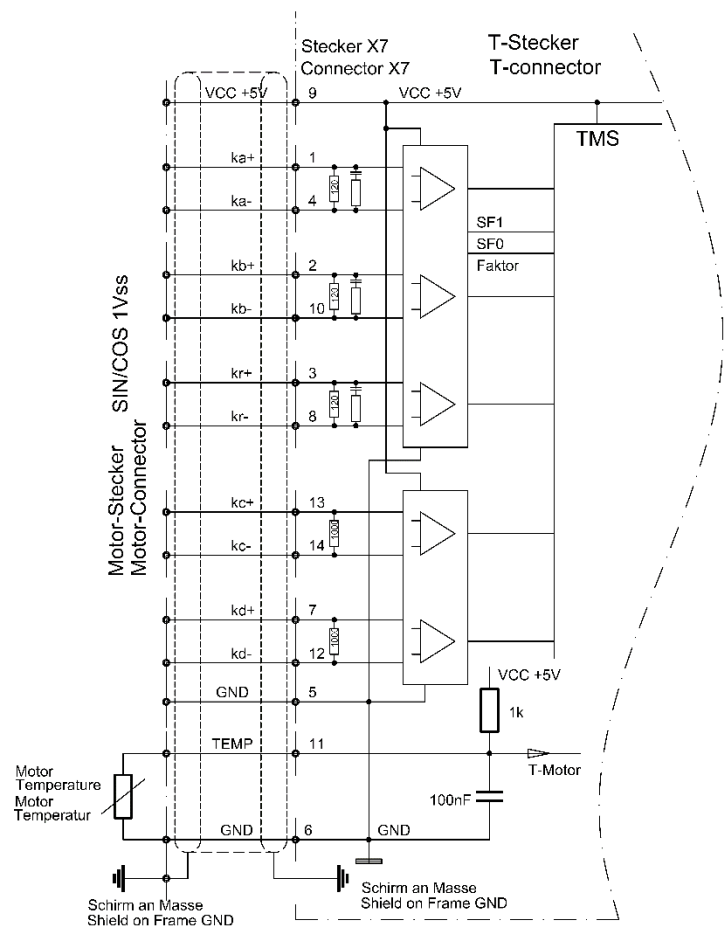 Stecker X7
Connector X7
T-Stecker
T-connector
VCC +5V
9
VCC +5V
TMS
ka+
1
120
ka-
4
SF1
SF0
Faktor
kb+
2
120
kb-
10
kr+
3
120
kr-
8
SIN/COS 1Vss
Motor-Stecker
Motor-Connector
kc+
13
1000
kc-
14
kd+
7
1000
kd-
12
GND
5
VCC +5V
1k
TEMP
11
T-Motor
Motor
Temperature
Motor
Temperatur
100nF
GND
6
GND
Schirm an Masse
Shield on Frame GND
Schirm an Masse
Shield on Frame GND